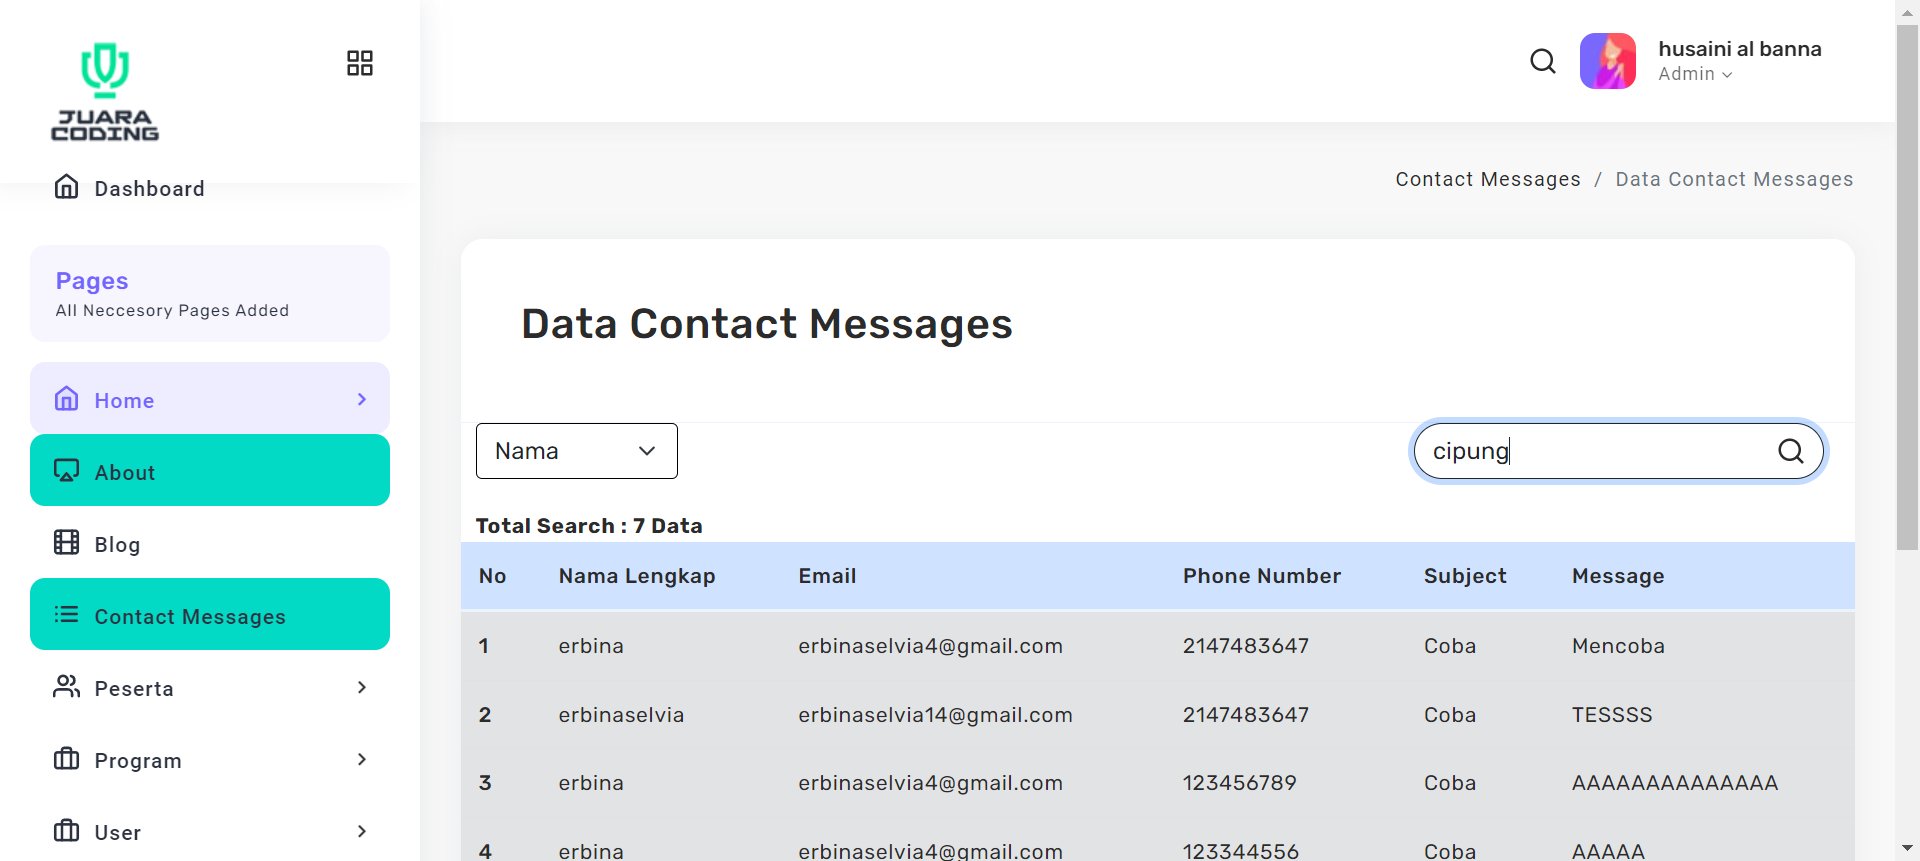 JUARA
CODING
Dashboard
Pages
All Neccesory Pages Added
Home
About
Blog
Contact Messages
Peserta
Program
User
husaini al banna
Admin
Contact Messages / Data Contact Messages
Data Contact Messages
Nama
cipung
Total Search : 7 Data
No Nama Lengkap Email Phone Number Subject Message
1 erbina erbinaselvia4@gmail.com 2147483647 Coba Mencoba
2 erbinaselvia erbinaselvia14@gmail.com 2147483647 Coba TESSSS
3 erbina erbinaselvia4@gmail.com 123456789 Coba AAAAAAAAAAAAAA
4 erbina erbinaselvia4@gmail.com 123344556 Coba AAAAA